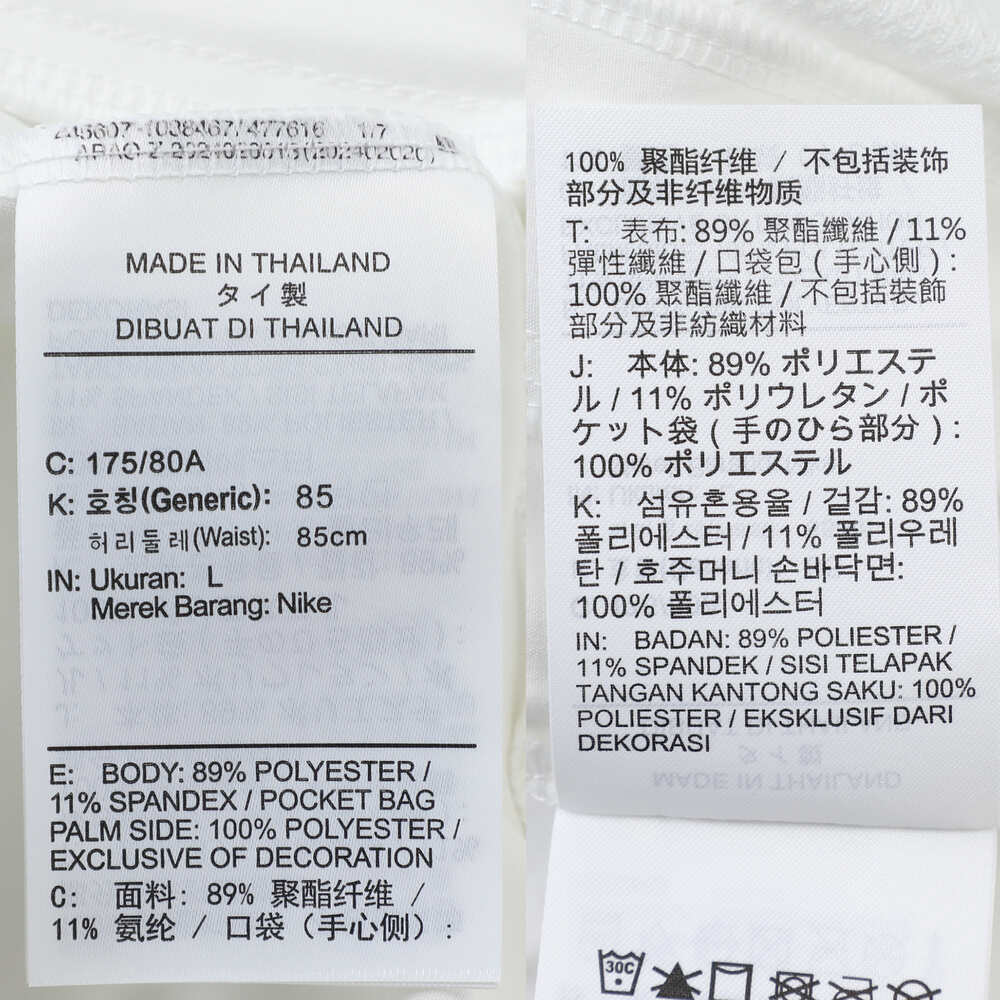 MADE IN THAILAND
タイ製
DIBUAT DI THAILAND
C: 175/80A
K: 호칭(Generic): 85
허리둘레(Waist): 85cm
IN: Ukuran: L
Merek Barang: Nike
E: BODY: 89% POLYESTER /
11% SPANDEX / POCKET BAG
PALM SIDE: 100% POLYESTER /
EXCLUSIVE OF DECORATION
C: 面料: 89% 聚酯纤维 /
11% 氨纶 / 口袋（手心侧）:
100% 聚酯纤维 / 不包括装饰
部分及非纤维物质
T: 表布: 89% 聚酯纖維 / 11%
彈性纖維 / 口袋包 ( 手心側 ) :
100% 聚酯纖維 / 不包括裝飾
部分及非紡織材料
J: 本体: 89% ポリエステ
ル / 11% ポリウレタン / ポ
ケット袋 ( 手のひら部分 ) :
100% ポリエステル
K: 섬유혼용율 / 겉감: 89%
폴리에스터 / 11% 폴리우레
탄 / 호주머니 손바닥면:
100% 폴리에스터
IN: BADAN: 89% POLIESTER /
11% SPANDEK / SISI TELAPAK
TANGAN KANTONG SAKU: 100%
POLIESTER / EKSKLUSIF DARI
DEKORASI
30C